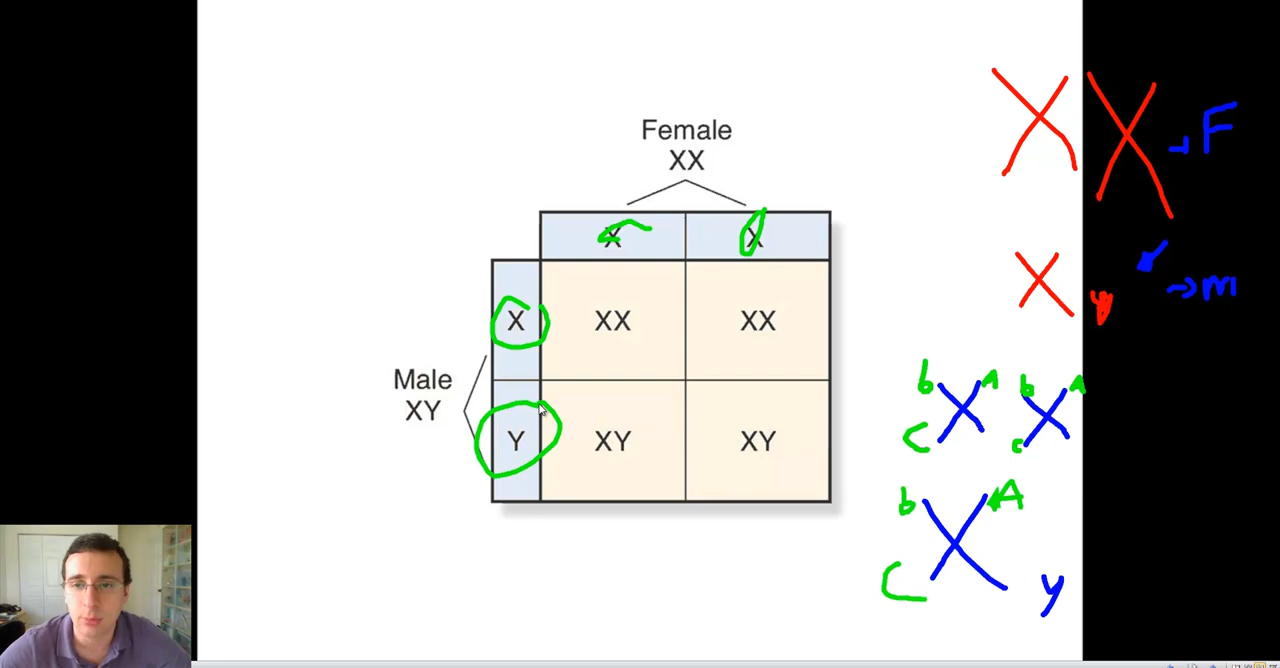 Female
XX
X X
X XX XX
Male
XY
Y XY XY
X X → F
X y → m
b A b A
C c
b A
C y